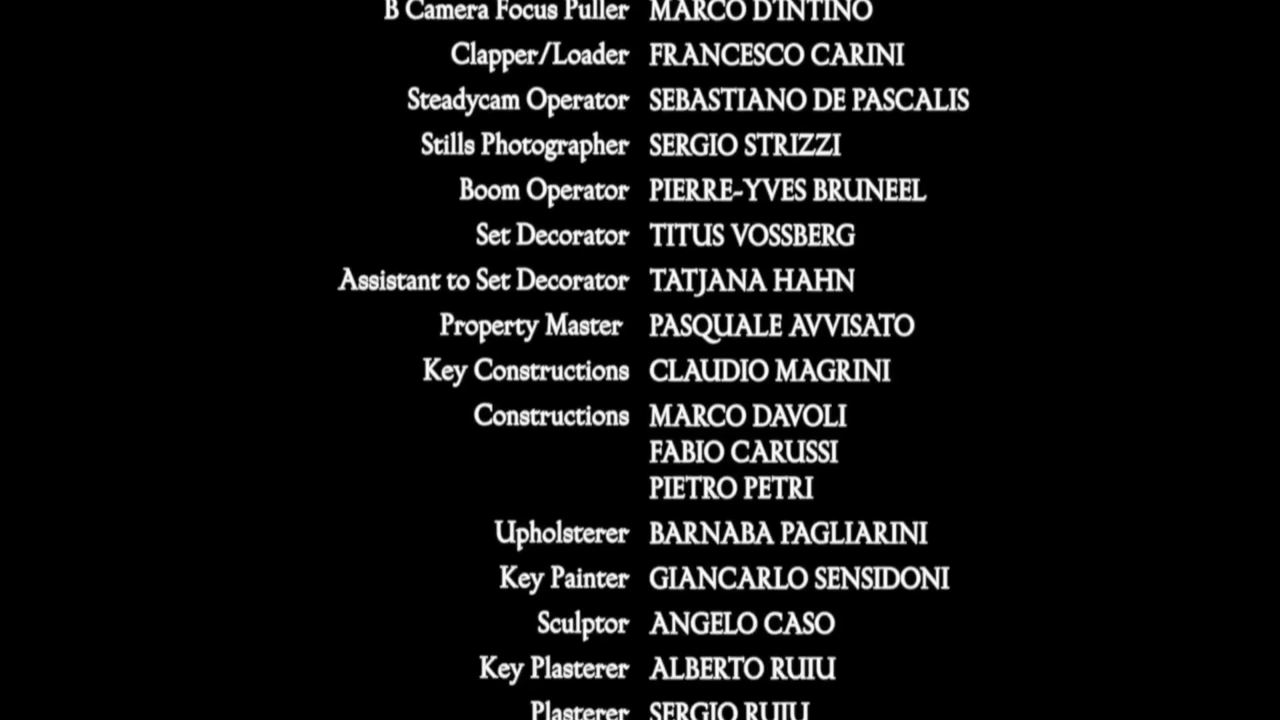 B Camera Focus Puller MARCO D'INTINO
Clapper/Loader FRANCESCO CARINI
Steadycam Operator SEBASTIANO DE PASCALIS
Stills Photographer SERGIO STRIZZI
Boom Operator PIERRE-YVES BRUNEEL
Set Decorator TITUS VOSSBERG
Assistant to Set Decorator TATJANA HAHN
Property Master PASQUALE AVVISATO
Key Constructions CLAUDIO MAGRINI
Constructions MARCO DAVOLI
FABIO CARUSSI
PIETRO PETRI
Upholsterer BARNABA PAGLIARINI
Key Painter GIANCARLO SENSIDONI
Sculptor ANGELO CASO
Key Plasterer ALBERTO RUIU
Plasterer SERGIO RUIU